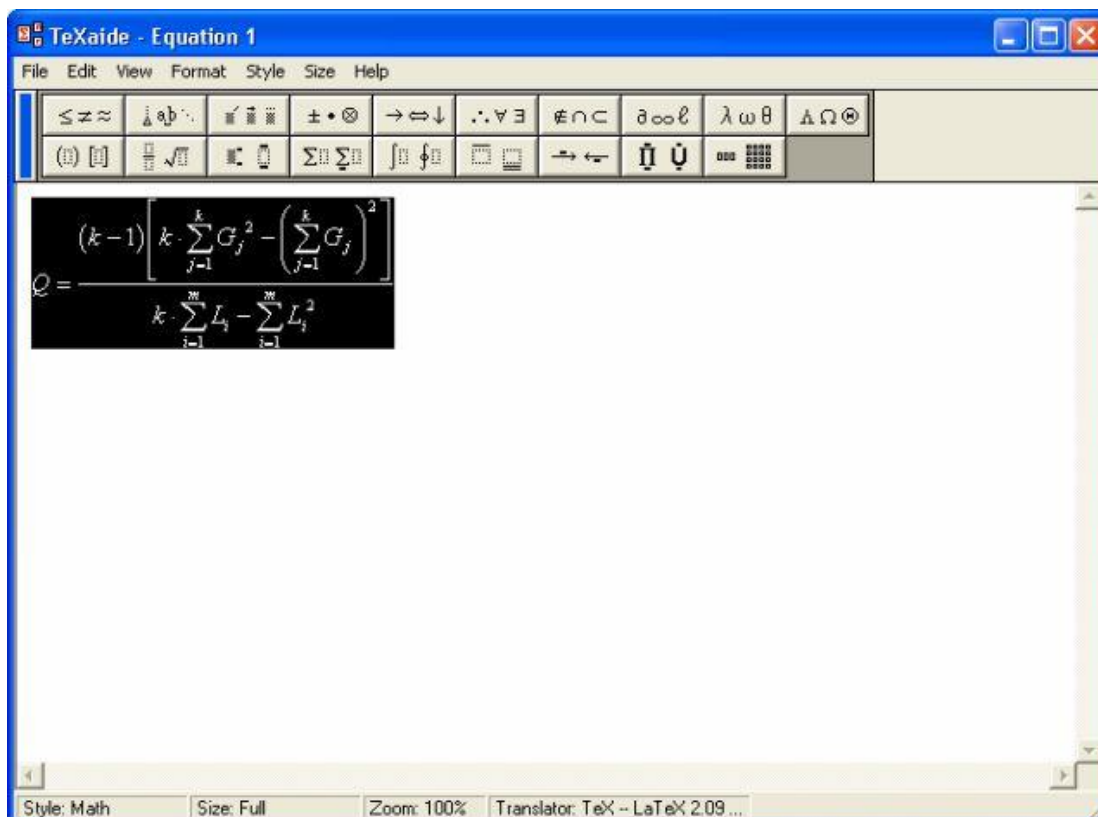 TeXaide - Equation 1
File Edit View Format Style Size Help
≤ ≠ ≈ ± • ⊗ → ⇔ ↓ ∴ ∀ ∃ ∉ ∩ ⊂ ∂ ∞ ℓ λ ω θ Λ Ω Θ
Q = (k − 1)[k · ∑_{j=1}^{k} G_j^2 − (∑_{j=1}^{k} G_j)^2] / (k · ∑_{i=1}^{m} L_i − ∑_{i=1}^{m} L_i^2)
Style: Math Size: Full Zoom: 100% Translator: TeX -- LaTeX 2.09 ...